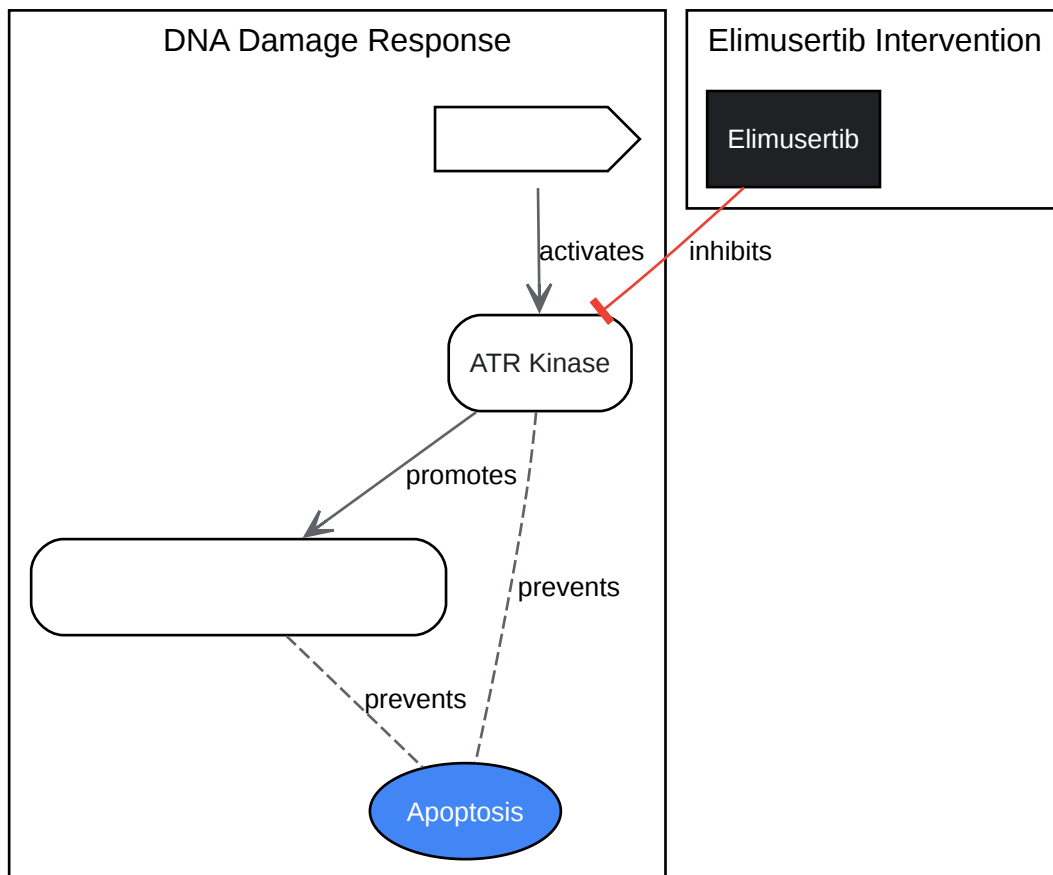 DNA Damage Response
Elimusertib Intervention
Elimusertib
activates
inhibits
ATR Kinase
promotes
prevents
prevents
Apoptosis